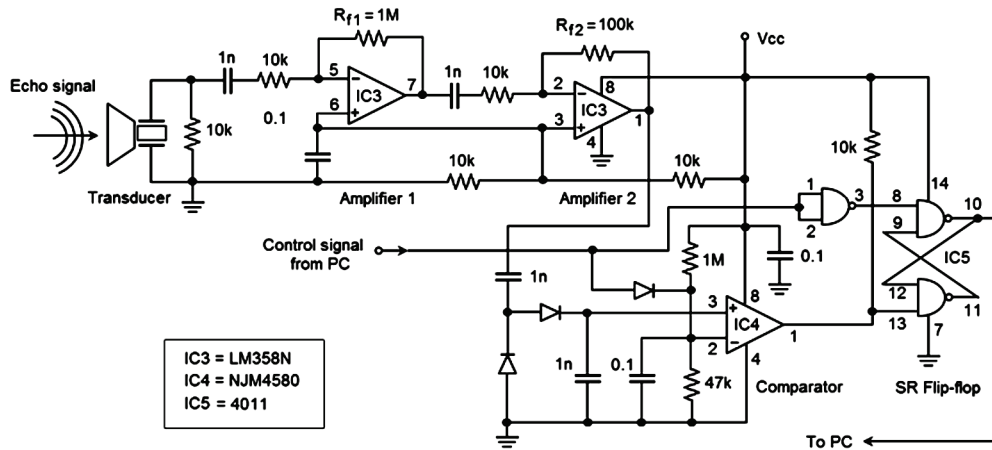 Rf1 = 1M
Rf2 = 100k
Vcc
Echo signal
1n
10k
5
IC3
7
6
1n
10k
2
8
IC3
3
1
4
10k
0.1
10k
10k
10k
Transducer
Amplifier 1
Amplifier 2
1
2
3
8
14
10
9
IC5
12
11
13
7
Control signal
from PC
1n
1M
0.1
3
8
IC4
1
2
4
1n
0.1
47k
Comparator
SR Flip-flop
IC3 = LM358N
IC4 = NJM4580
IC5 = 4011
To PC